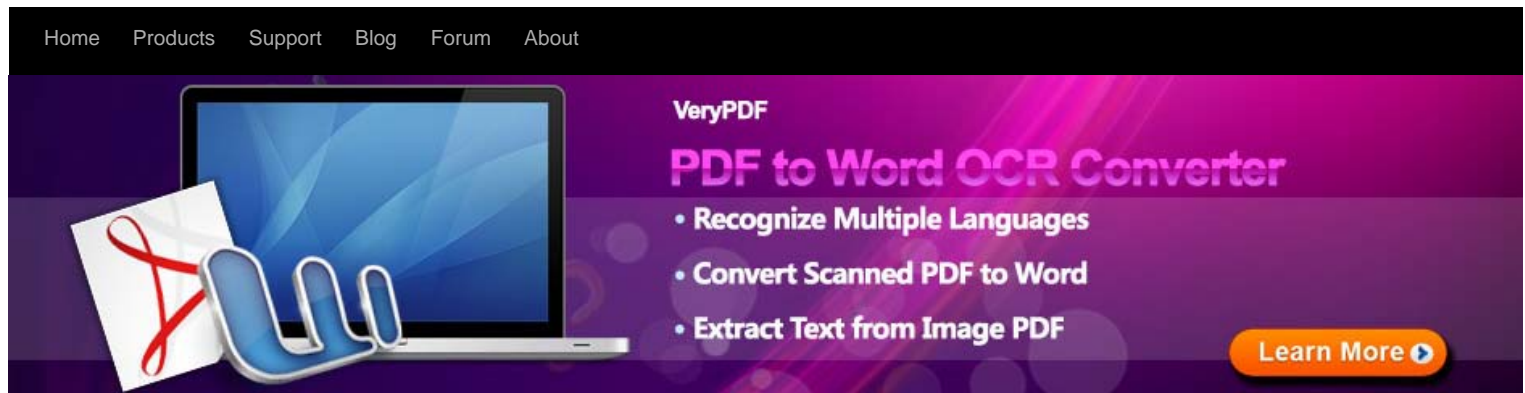 Home Products Support Blog Forum About
VeryPDF
PDF to Word OCR Converter
• Recognize Multiple Languages
• Convert Scanned PDF to Word
• Extract Text from Image PDF
Learn More